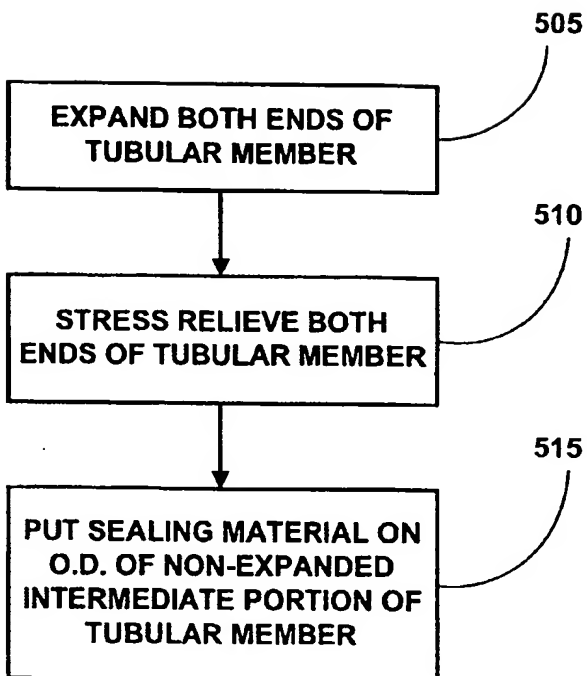 505
EXPAND BOTH ENDS OF
TUBULAR MEMBER
510
STRESS RELIEVE BOTH
ENDS OF TUBULAR MEMBER
515
PUT SEALING MATERIAL ON
O.D. OF NON-EXPANDED
INTERMEDIATE PORTION OF
TUBULAR MEMBER